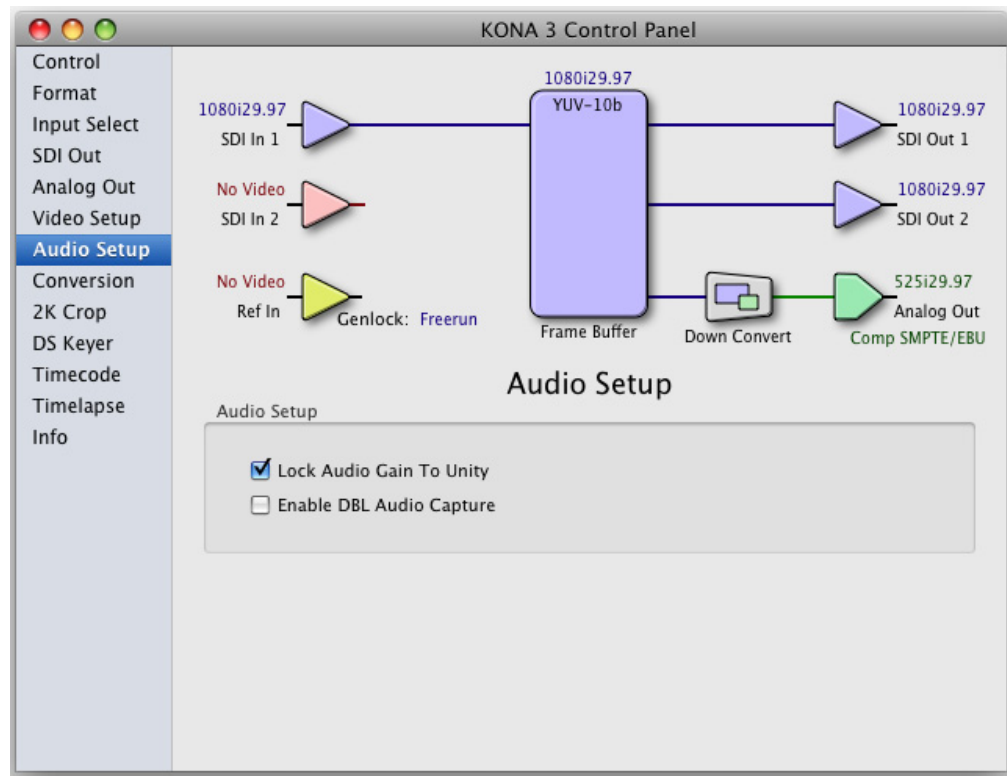 KONA 3 Control Panel
Control
Format
Input Select
SDI Out
Analog Out
Video Setup
Audio Setup
Conversion
2K Crop
DS Keyer
Timecode
Timelapse
Info
1080i29.97
SDI In 1
No Video
SDI In 2
No Video
Ref In
Genlock: Freerun
1080i29.97
YUV-10b
Frame Buffer
Down Convert
1080i29.97
SDI Out 1
1080i29.97
SDI Out 2
525i29.97
Analog Out
Comp SMPTE/EBU
Audio Setup
Audio Setup
Lock Audio Gain To Unity
Enable DBL Audio Capture